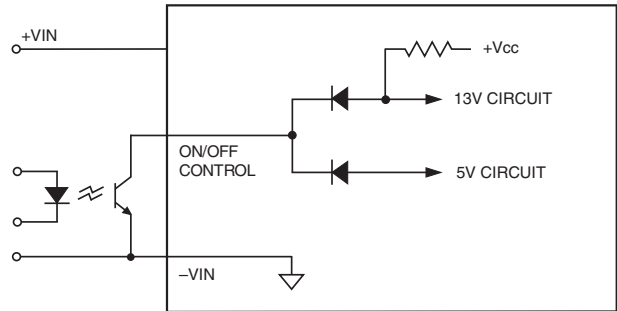 +VIN
+Vcc
13V CIRCUIT
ON/OFF
CONTROL
5V CIRCUIT
–VIN